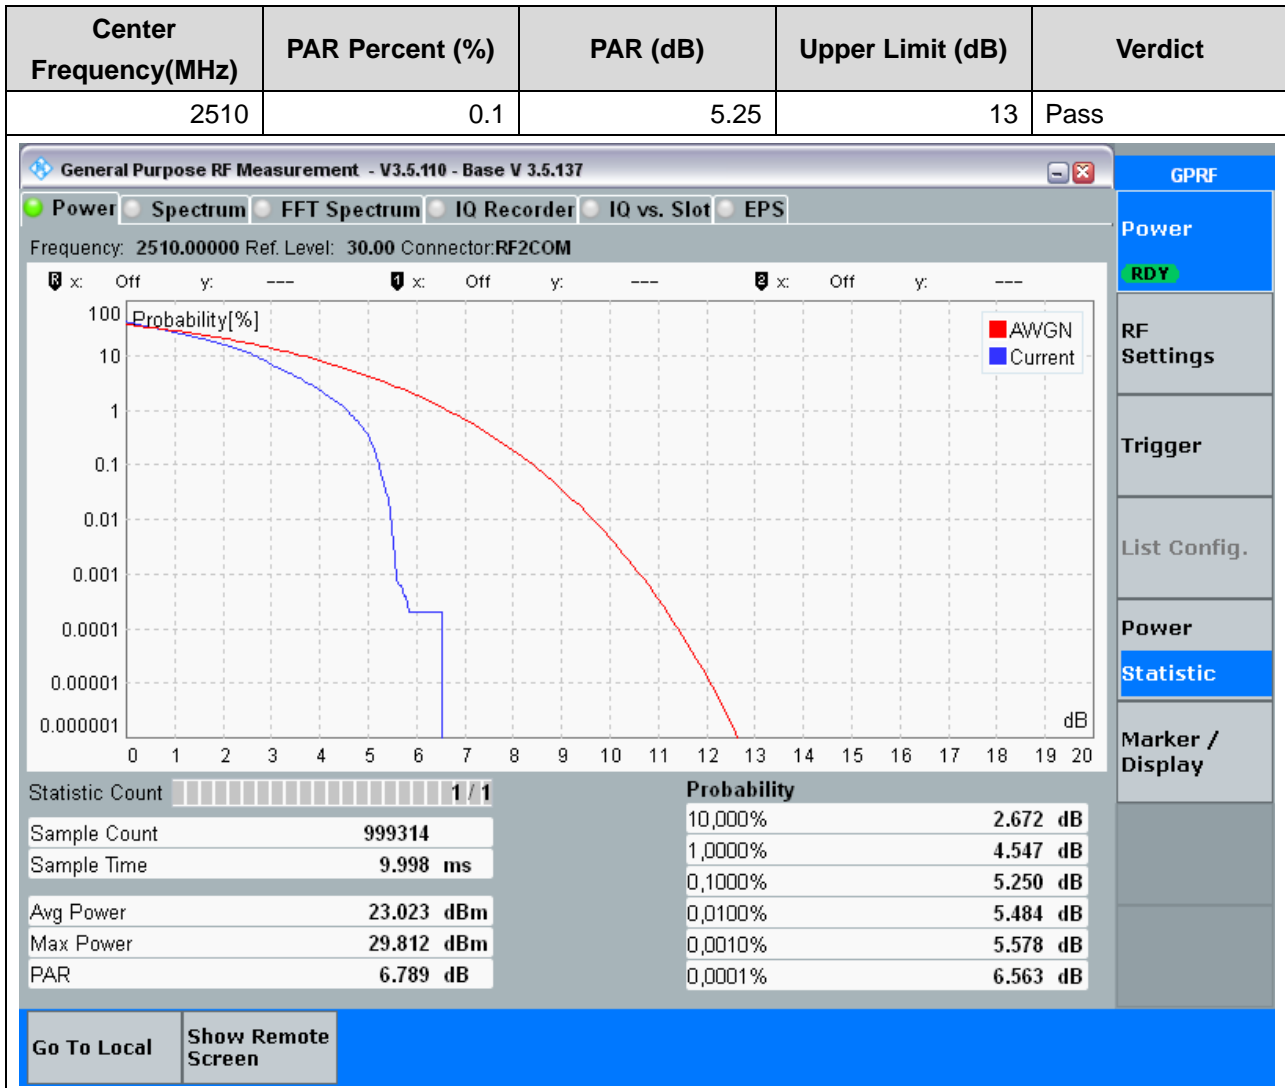 Center Frequency(MHz) PAR Percent (%) PAR (dB) Upper Limit (dB) Verdict
2510 0.1 5.25 13 Pass
General Purpose RF Measurement - V3.5.110 - Base V 3.5.137
GPRF
Power Spectrum FFT Spectrum IQ Recorder IQ vs. Slot EPS
Frequency: 2510.00000 Ref. Level: 30.00 Connector:RF2COM
R x: Off y: --- 1 x: Off y: --- 2 x: Off y: ---
Probability[%]
100
10
1
0.1
0.01
0.001
0.0001
0.00001
0.000001
AWGN
Current
dB
0 1 2 3 4 5 6 7 8 9 10 11 12 13 14 15 16 17 18 19 20
Statistic Count 1 / 1
Sample Count 999314
Sample Time 9.998 ms
Avg Power 23.023 dBm
Max Power 29.812 dBm
PAR 6.789 dB
Probability
10,000% 2.672 dB
1,0000% 4.547 dB
0,1000% 5.250 dB
0,0100% 5.484 dB
0,0010% 5.578 dB
0,0001% 6.563 dB
Power
RDY
RF
Settings
Trigger
List Config.
Power
Statistic
Marker /
Display
Go To Local
Show Remote
Screen